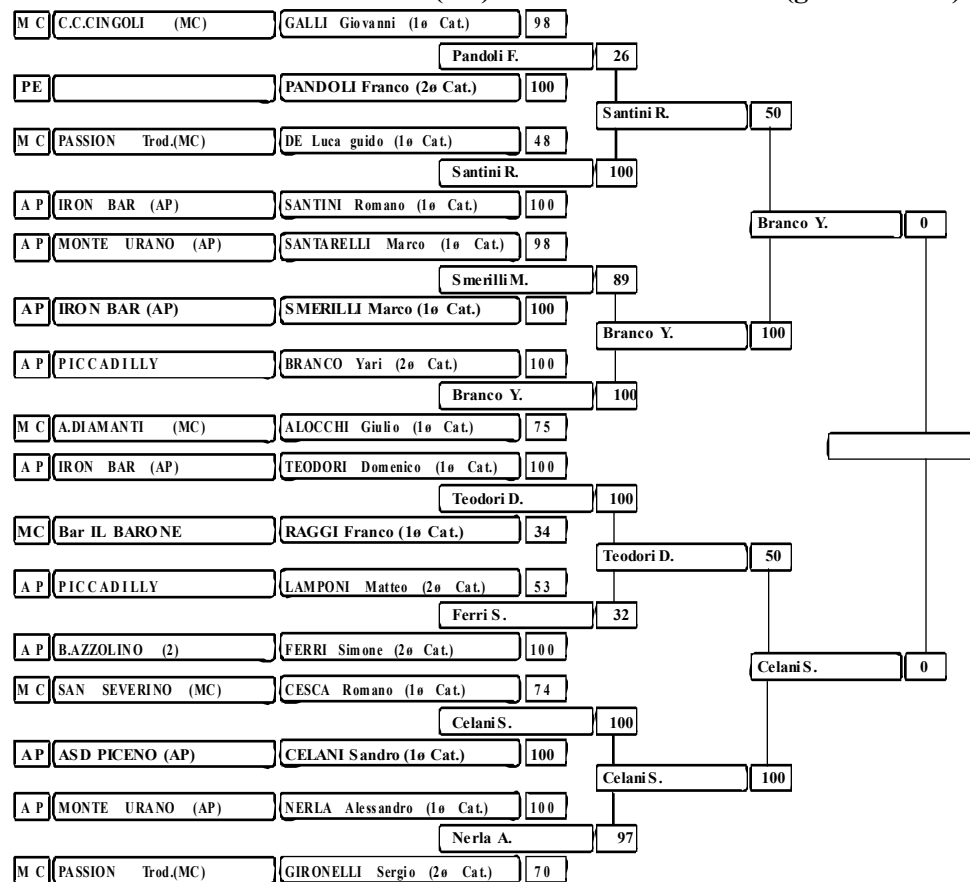 M C C.C.CINGOLI (MC) GALLI Giovanni (1ø Cat.) 98
Pandoli F. 26
PE PANDOLI Franco (2ø Cat.) 100
Santini R. 50
M C PASSION Trod.(MC) DE Luca guido (1ø Cat.) 48
Santini R. 100
A P IRON BAR (AP) SANTINI Romano (1ø Cat.) 100
Branco Y. 0
A P MONTE URANO (AP) SANTARELLI Marco (1ø Cat.) 98
Smerilli M. 89
AP IRON BAR (AP) SMERILLI Marco (1ø Cat.) 100
Branco Y. 100
A P PICCADILLY BRANCO Yari (2ø Cat.) 100
Branco Y. 100
M C A.DIAMANTI (MC) ALOCCHI Giulio (1ø Cat.) 75
A P IRON BAR (AP) TEODORI Domenico (1ø Cat.) 100
Teodori D. 100
MC Bar IL BARONE RAGGI Franco (1ø Cat.) 34
Teodori D. 50
A P PICCADILLY LAMPONI Matteo (2ø Cat.) 53
Ferri S. 32
A P B.AZZOLINO (2) FERRI Simone (2ø Cat.) 100
Celani S. 0
M C SAN SEVERINO (MC) CESCA Romano (1ø Cat.) 74
Celani S. 100
AP ASD PICENO (AP) CELANI Sandro (1ø Cat.) 100
Celani S. 100
A P MONTE URANO (AP) NERLA Alessandro (1ø Cat.) 100
Nerla A. 97
M C PASSION Trod.(MC) GIRONELLI Sergio (2ø Cat.) 70